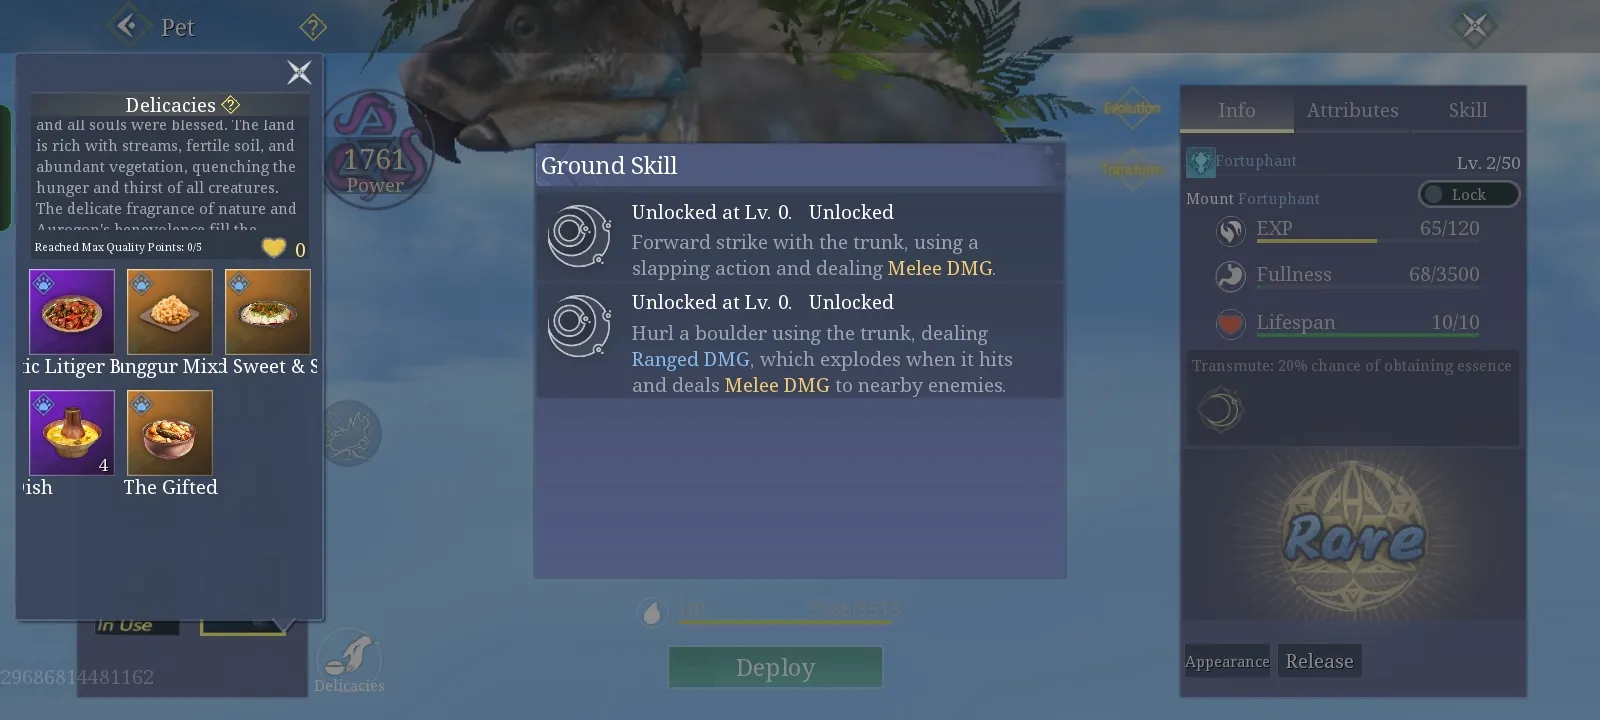 Pet
?
Delicacies ?
and all souls were blessed. The land
is rich with streams, fertile soil, and
abundant vegetation, quenching the
hunger and thirst of all creatures.
The delicate fragrance of nature and
Aurogon's benevolence fill the
Reached Max Quality Points: 0/5
0
ic Litiger B
unggur Mix
d Sweet & S
4
ish
The Gifted
In Use
29686814481162
Delicacies
1761
Power
Ground Skill
Unlocked at Lv. 0. Unlocked
Forward strike with the trunk, using a
slapping action and dealing Melee DMG.
Unlocked at Lv. 0. Unlocked
Hurl a boulder using the trunk, dealing
Ranged DMG, which explodes when it hits
and deals Melee DMG to nearby enemies.
Deploy
Evolution
Transform
Info
Attributes
Skill
Fortuphant
Lv. 2/50
Mount Fortuphant
Lock
EXP
65/120
Fullness
68/3500
Lifespan
10/10
Transmute: 20% chance of obtaining essence
Rare
Appearance
Release